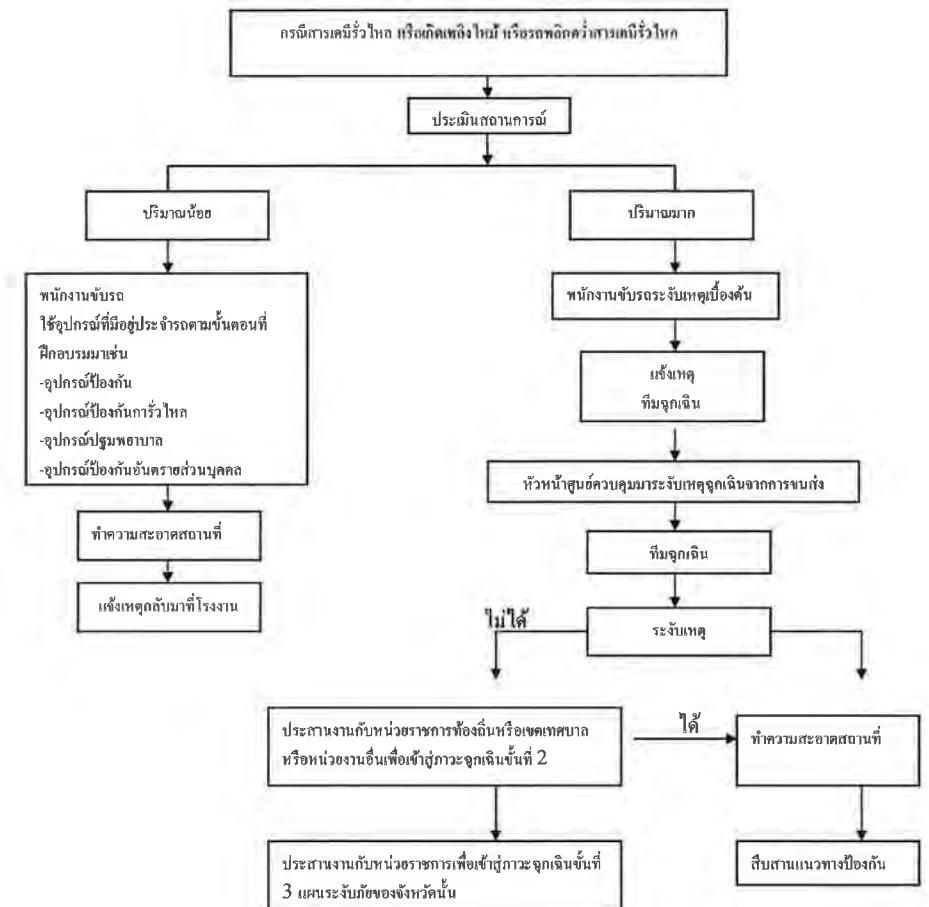 กรณีสารเคมีรั่วไหล หรือเกิดเพลิงไหม้ หรือรถพลิกคว่ำสารเคมีรั่วไหล
ประเมินสถานการณ์
ปริมาณน้อย
ปริมาณมาก
พนักงานขับรถ
ใช้อุปกรณ์ที่มีอยู่ประจำรถตามขั้นตอนที่
ฝึกอบรมมาเช่น
-อุปกรณ์ป้องกัน
-อุปกรณ์ป้องกันการั่วไหล
-อุปกรณ์ปฐมพยาบาล
-อุปกรณ์ป้องกันอันตรายส่วนบุคคล
ทำความสะอาดสถานที่
แจ้งเหตุกลับมาที่โรงงาน
พนักงานขับรถระงับเหตุเบื้องต้น
แจ้งเหตุ
ทีมฉุกเฉิน
หัวหน้าศูนย์ควบคุมมาระงับเหตุฉุกเฉินจากการขนส่ง
ทีมฉุกเฉิน
ระงับเหตุ
ไม่ได้
ประสานงานกับหน่วยราชการท้องถิ่นหรือเขตเทศบาล
หรือหน่วยงานอื่นเพื่อเข้าสู่ภาวะฉุกเฉินขั้นที่ 2
ได้
ทำความสะอาดสถานที่
ประสานงานกับหน่วยราชการเพื่อเข้าสู่ภาวะฉุกเฉินขั้นที่
3 แผนระงับภัยของจังหวัดนั้น
สืบสานแนวทางป้องกัน